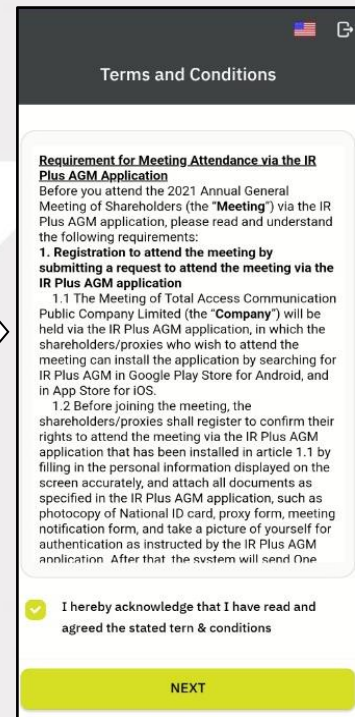 Terms and Conditions
Requirement for Meeting Attendance via the IR
Plus AGM Application
Before you attend the 2021 Annual General
Meeting of Shareholders (the "Meeting") via the IR
Plus AGM application, please read and understand
the following requirements:
1. Registration to attend the meeting by
submitting a request to attend the meeting via the
IR Plus AGM application
1.1 The Meeting of Total Access Communication
Public Company Limited (the "Company") will be
held via the IR Plus AGM application, in which the
shareholders/proxies who wish to attend the
meeting can install the application by searching for
IR Plus AGM in Google Play Store for Android, and
in App Store for iOS.
1.2 Before joining the meeting, the
shareholders/proxies shall register to confirm their
rights to attend the meeting via the IR Plus AGM
application that has been installed in article 1.1 by
filling in the personal information displayed on the
screen accurately, and attach all documents as
specified in the IR Plus AGM application, such as
photocopy of National ID card, proxy form, meeting
notification form, and take a picture of yourself for
authentication as instructed by the IR Plus AGM
application. After that, the system will send One
I hereby acknowledge that I have read and
agreed the stated tern & conditions
NEXT